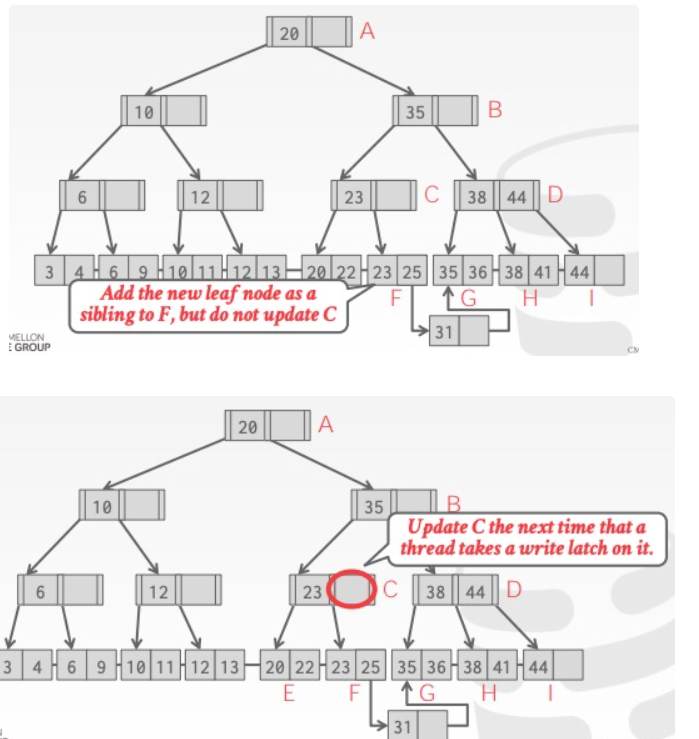 20 A
10 35 B
6 12 23 C 38 44 D
3 4 6 9 10 11 12 13 20 22 23 25 35 36 38 41 44
Add the new leaf node as a
sibling to F, but do not update C
F G H I
31
MELLON
E GROUP
CM
20 A
10 35 B
Update C the next time that a
thread takes a write latch on it.
6 12 23 C 38 44 D
3 4 6 9 10 11 12 13 20 22 23 25 35 36 38 41 44
E F G H I
31